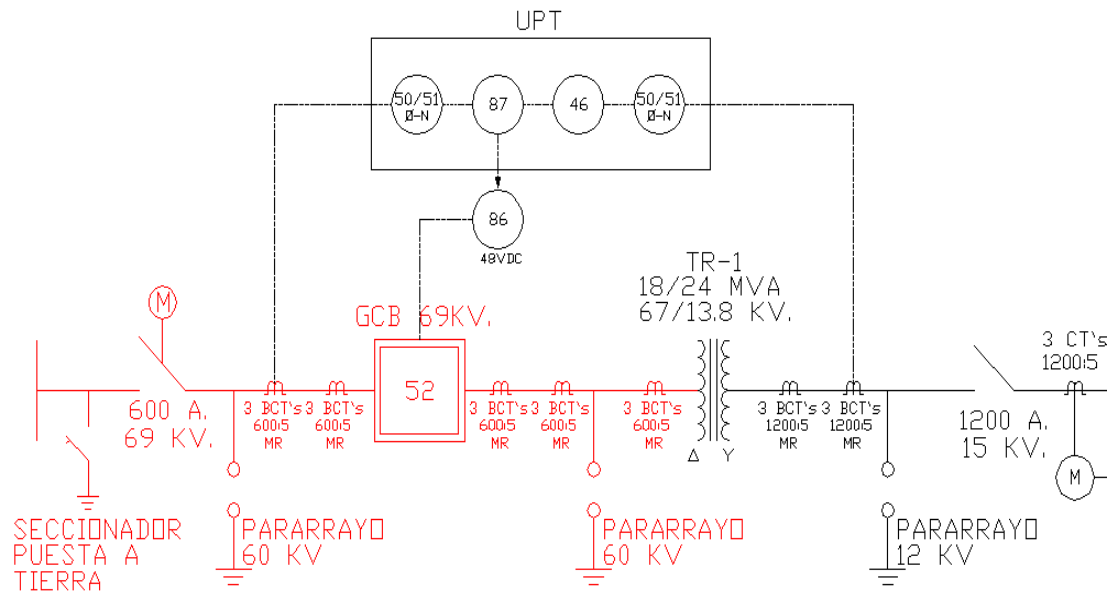 UPT
50/51
Ø-N
87
46
50/51
Ø-N
86
48VDC
TR-1
18/24 MVA
67/13.8 KV.
M
GCB 69KV.
52
3 CT's
1200:5
600 A.
69 KV.
3 BCT's
600:5
MR
3 BCT's
600:5
MR
3 BCT's
600:5
MR
3 BCT's
600:5
MR
3 BCT's
600:5
MR
Δ Y
3 BCT's
1200:5
MR
3 BCT's
1200:5
MR
1200 A.
15 KV.
M
SECCIONADOR
PUESTA A
TIERRA
PARARRAYO
60 KV
PARARRAYO
60 KV
PARARRAYO
12 KV